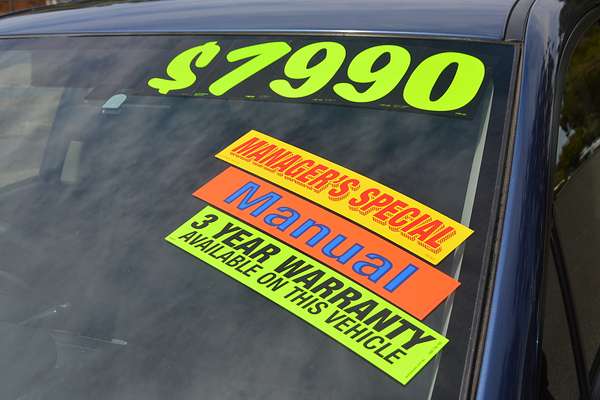 $7990
MANAGER'S SPECIAL
Manual
3 YEAR WARRANTY
AVAILABLE ON THIS VEHICLE